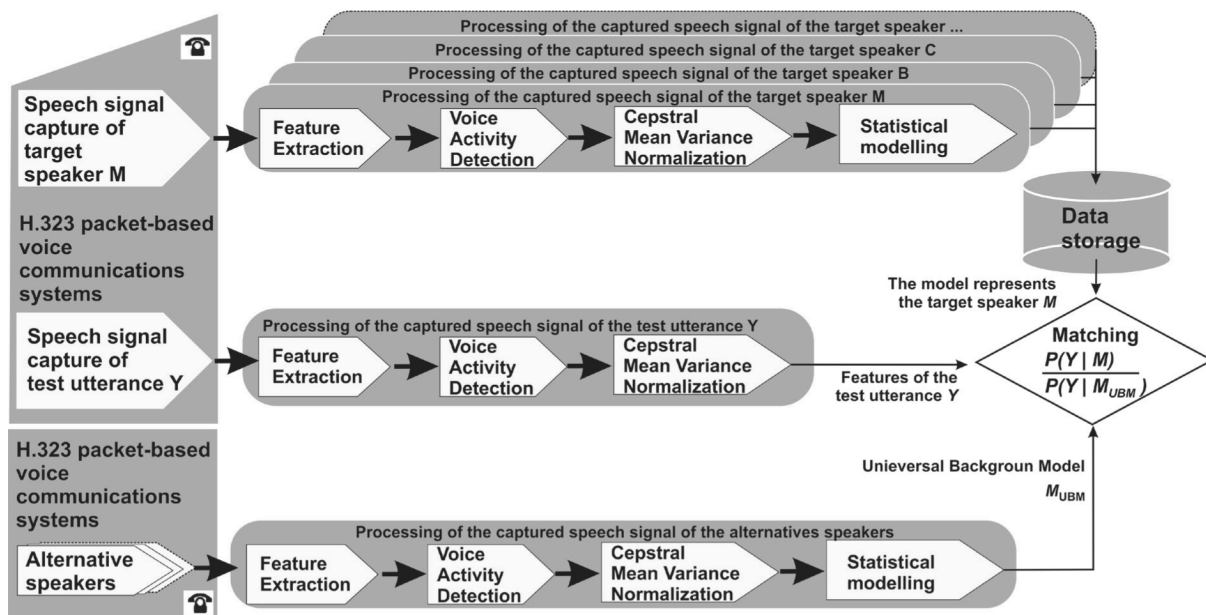 Processing of the captured speech signal of the target speaker ...
Processing of the captured speech signal of the target speaker C
Processing of the captured speech signal of the target speaker B
Processing of the captured speech signal of the target speaker M
Speech signal
capture of
target
speaker M
Feature
Extraction
Voice
Activity
Detection
Cepstral
Mean Variance
Normalization
Statistical
modelling
Data
storage
H.323 packet-based
voice
communications
systems
The model represents
the target speaker M
Speech signal
capture of
test utterance Y
Processing of the captured speech signal of the test utterance Y
Feature
Extraction
Voice
Activity
Detection
Cepstral
Mean Variance
Normalization
Features of the
test utterance Y
Matching
P(Y | M)
P(Y | M_UBM )
H.323 packet-based
voice
communications
systems
Unieversal Backgroun Model
M_UBM
Alternative
speakers
Processing of the captured speech signal of the alternatives speakers
Feature
Extraction
Voice
Activity
Detection
Cepstral
Mean Variance
Normalization
Statistical
modelling